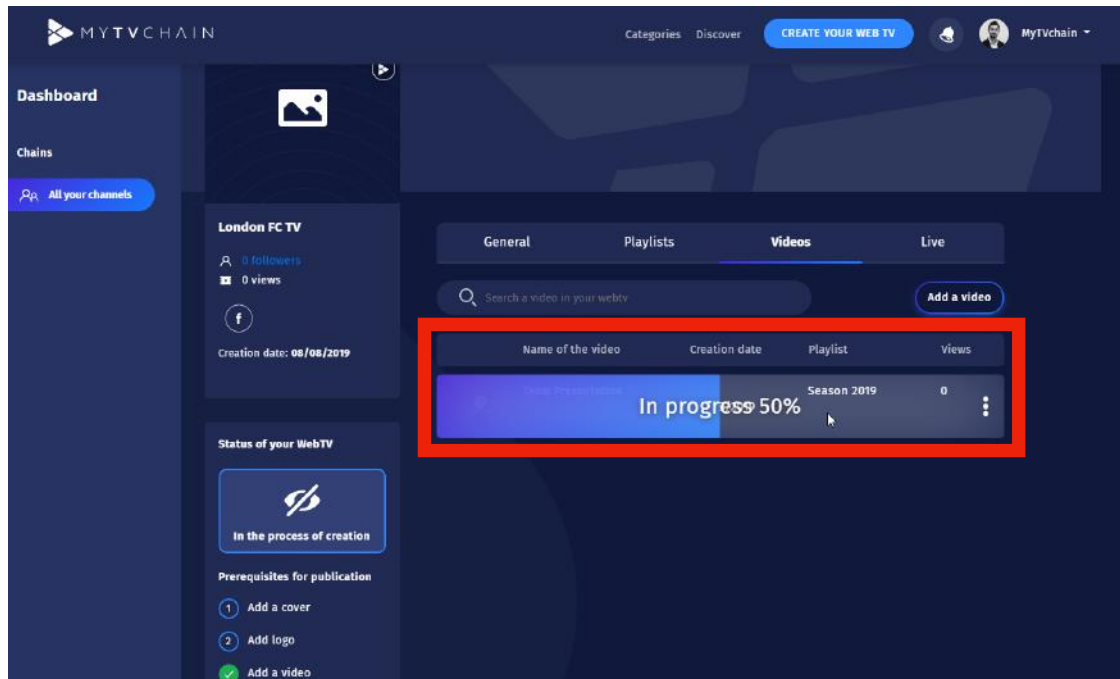 MYTVCHAIN
Categories Discover CREATE YOUR WEB TV MyTVchain
Dashboard
Chains
All your channels
London FC TV
0 followers
0 views
f
Creation date: 08/08/2019
General Playlists Videos Live
Search a video in your webtv
Add a video
Name of the video Creation date Playlist Views
In progress 50% Season 2019 0
Status of your WebTV
In the process of creation
Prerequisites for publication
1 Add a cover
2 Add logo
Add a video